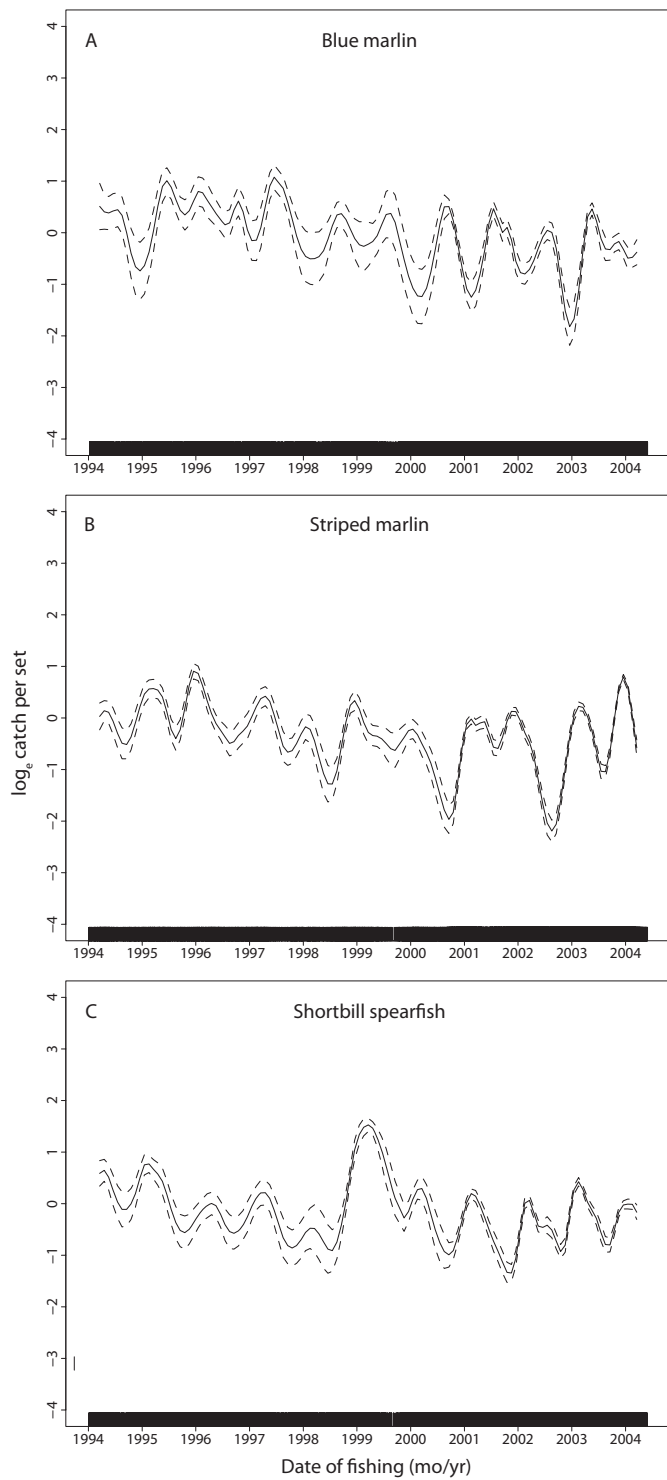 A
Blue marlin
4
3
2
1
0
−1
−2
−3
−4
1994 1995 1996 1997 1998 1999 2000 2001 2002 2003 2004
B
Striped marlin
4
3
2
1
0
−1
−2
−3
−4
logₑ catch per set
1994 1995 1996 1997 1998 1999 2000 2001 2002 2003 2004
C
Shortbill spearfish
4
3
2
1
0
−1
−2
−3
−4
1994 1995 1996 1997 1998 1999 2000 2001 2002 2003 2004
Date of fishing (mo/yr)